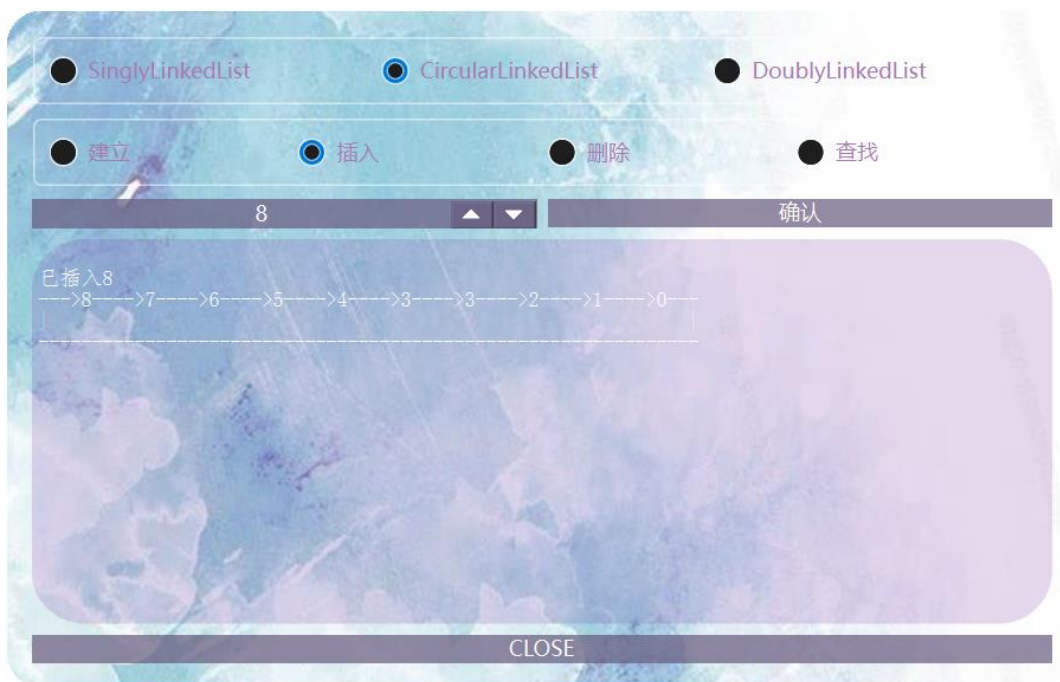 SinglyLinkedList CircularLinkedList DoublyLinkedList
建立 插入 删除 查找
8 确认
已插入8
--->8---->7---->6---->5---->4---->3---->3---->2---->1---->0---
|                                                            |
--------------------------------------------------------------
CLOSE